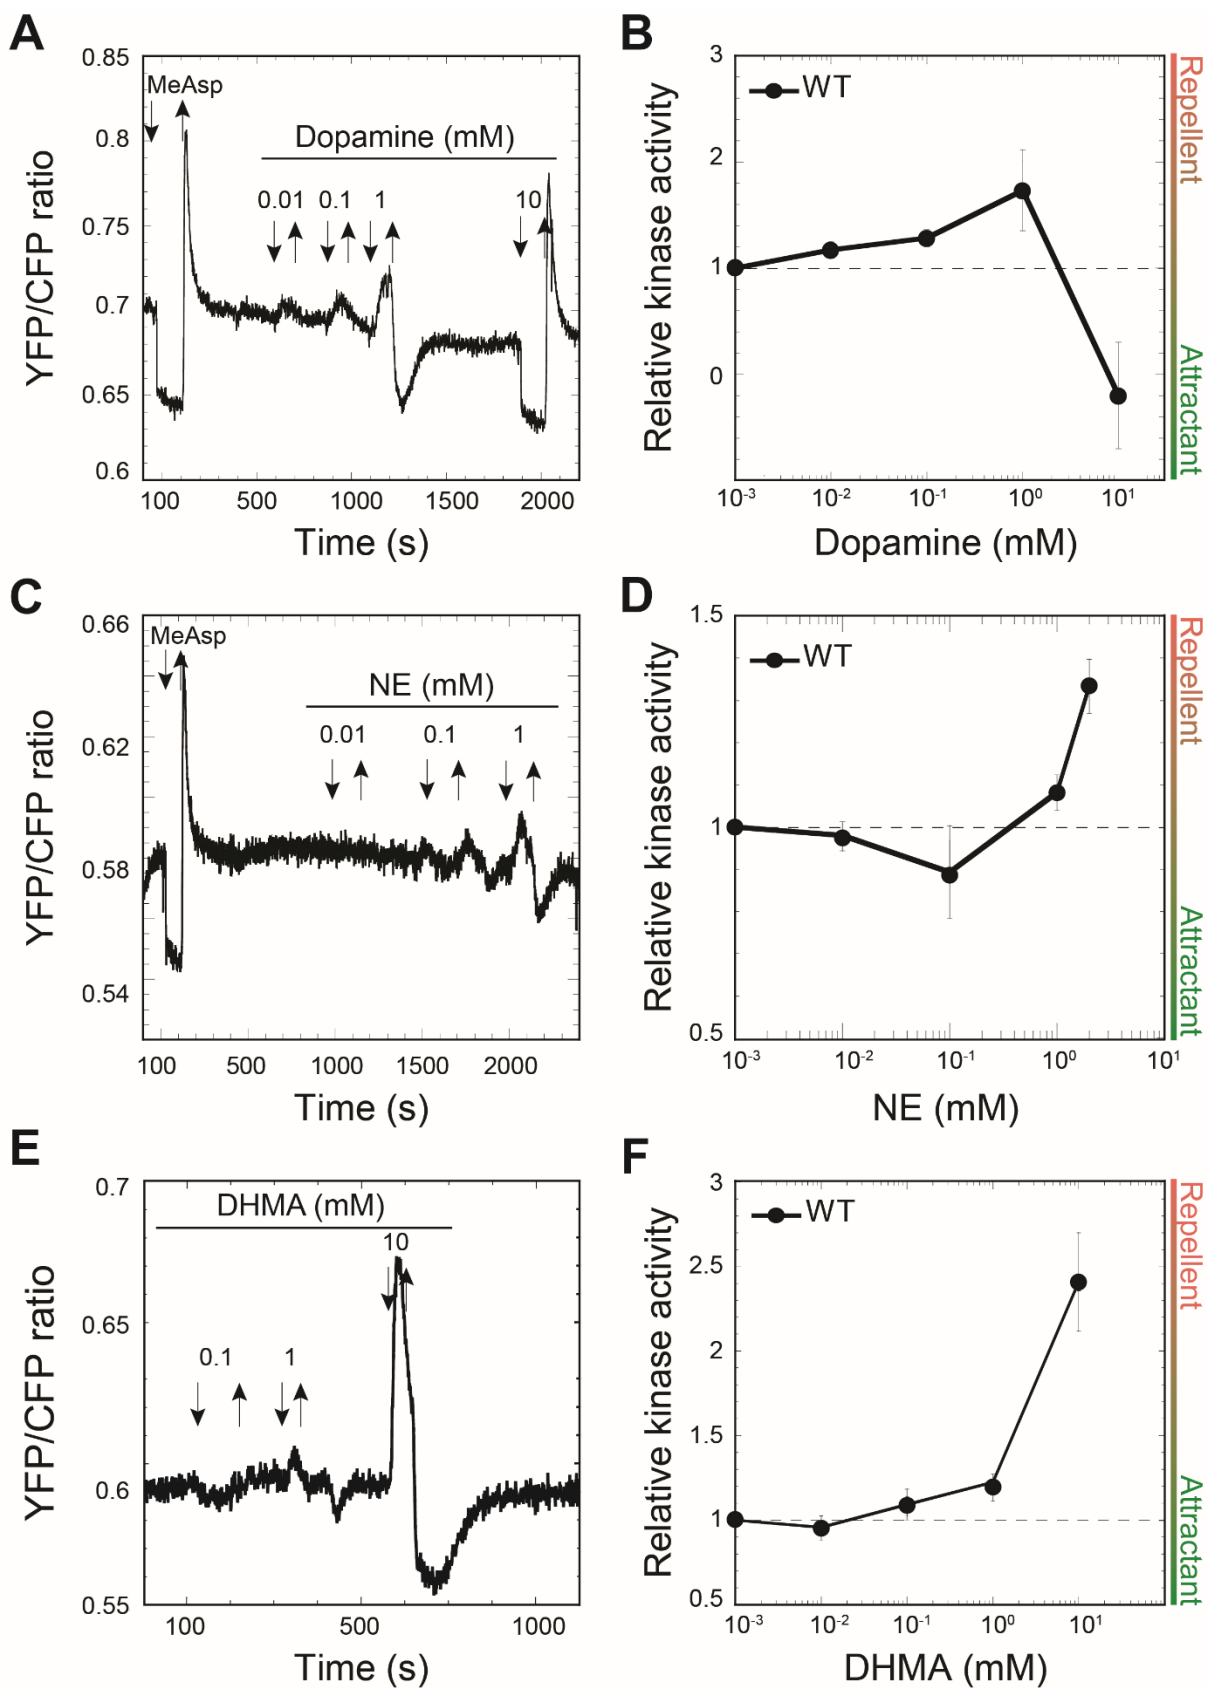 A
YFP/CFP ratio
0.85
0.8
0.75
0.7
0.65
0.6
MeAsp
Dopamine (mM)
0.01 0.1 1 10
100 500 1000 1500 2000
Time (s)
B
Relative kinase activity
3
2
1
0
WT
10-3 10-2 10-1 100 101
Dopamine (mM)
Repellent
Attractant
C
YFP/CFP ratio
0.66
0.62
0.58
0.54
MeAsp
NE (mM)
0.01 0.1 1
100 500 1000 1500 2000
Time (s)
D
Relative kinase activity
1.5
1
0.5
WT
10-3 10-2 10-1 100 101
NE (mM)
Repellent
Attractant
E
YFP/CFP ratio
0.7
0.65
0.6
0.55
DHMA (mM)
10
0.1 1
100 500 1000
Time (s)
F
Relative kinase activity
3
2.5
2
1.5
1
0.5
WT
10-3 10-2 10-1 100 101
DHMA (mM)
Repellent
Attractant